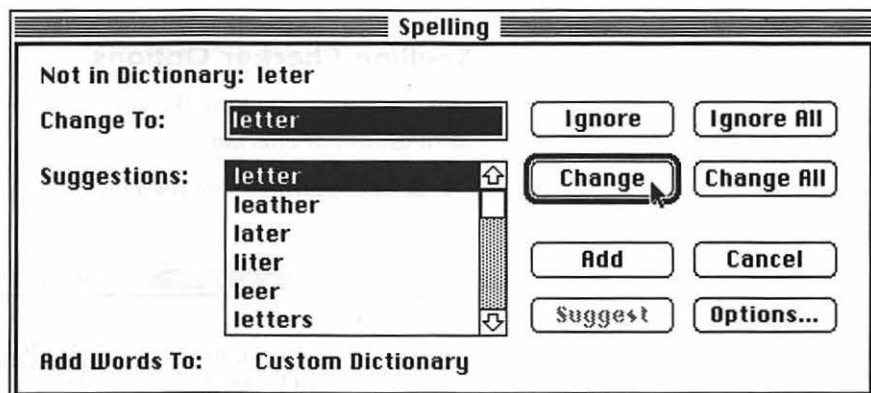 Spelling
Not in Dictionary: leter
Change To: letter Ignore Ignore All
Suggestions: letter Change Change All
leather
later
liter Add Cancel
leer
letters Suggest Options...
Add Words To: Custom Dictionary